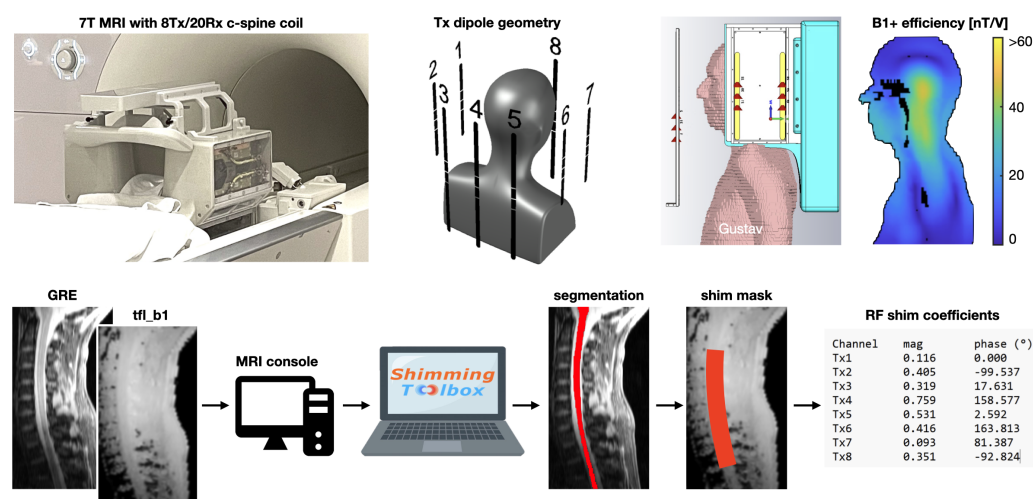 7T MRI with 8Tx/20Rx c-spine coil
Tx dipole geometry
B1+ efficiency [nT/V]
1
2
3
4
5
8
6
7
Gustav
>60
40
20
0
GRE
tfl_b1
MRI console
Shimming
Toolbox
segmentation
shim mask
RF shim coefficients
Channel mag phase (°)
Tx1 0.116 0.000
Tx2 0.405 -99.537
Tx3 0.319 17.631
Tx4 0.759 158.577
Tx5 0.531 2.592
Tx6 0.416 163.813
Tx7 0.093 81.387
Tx8 0.351 -92.824